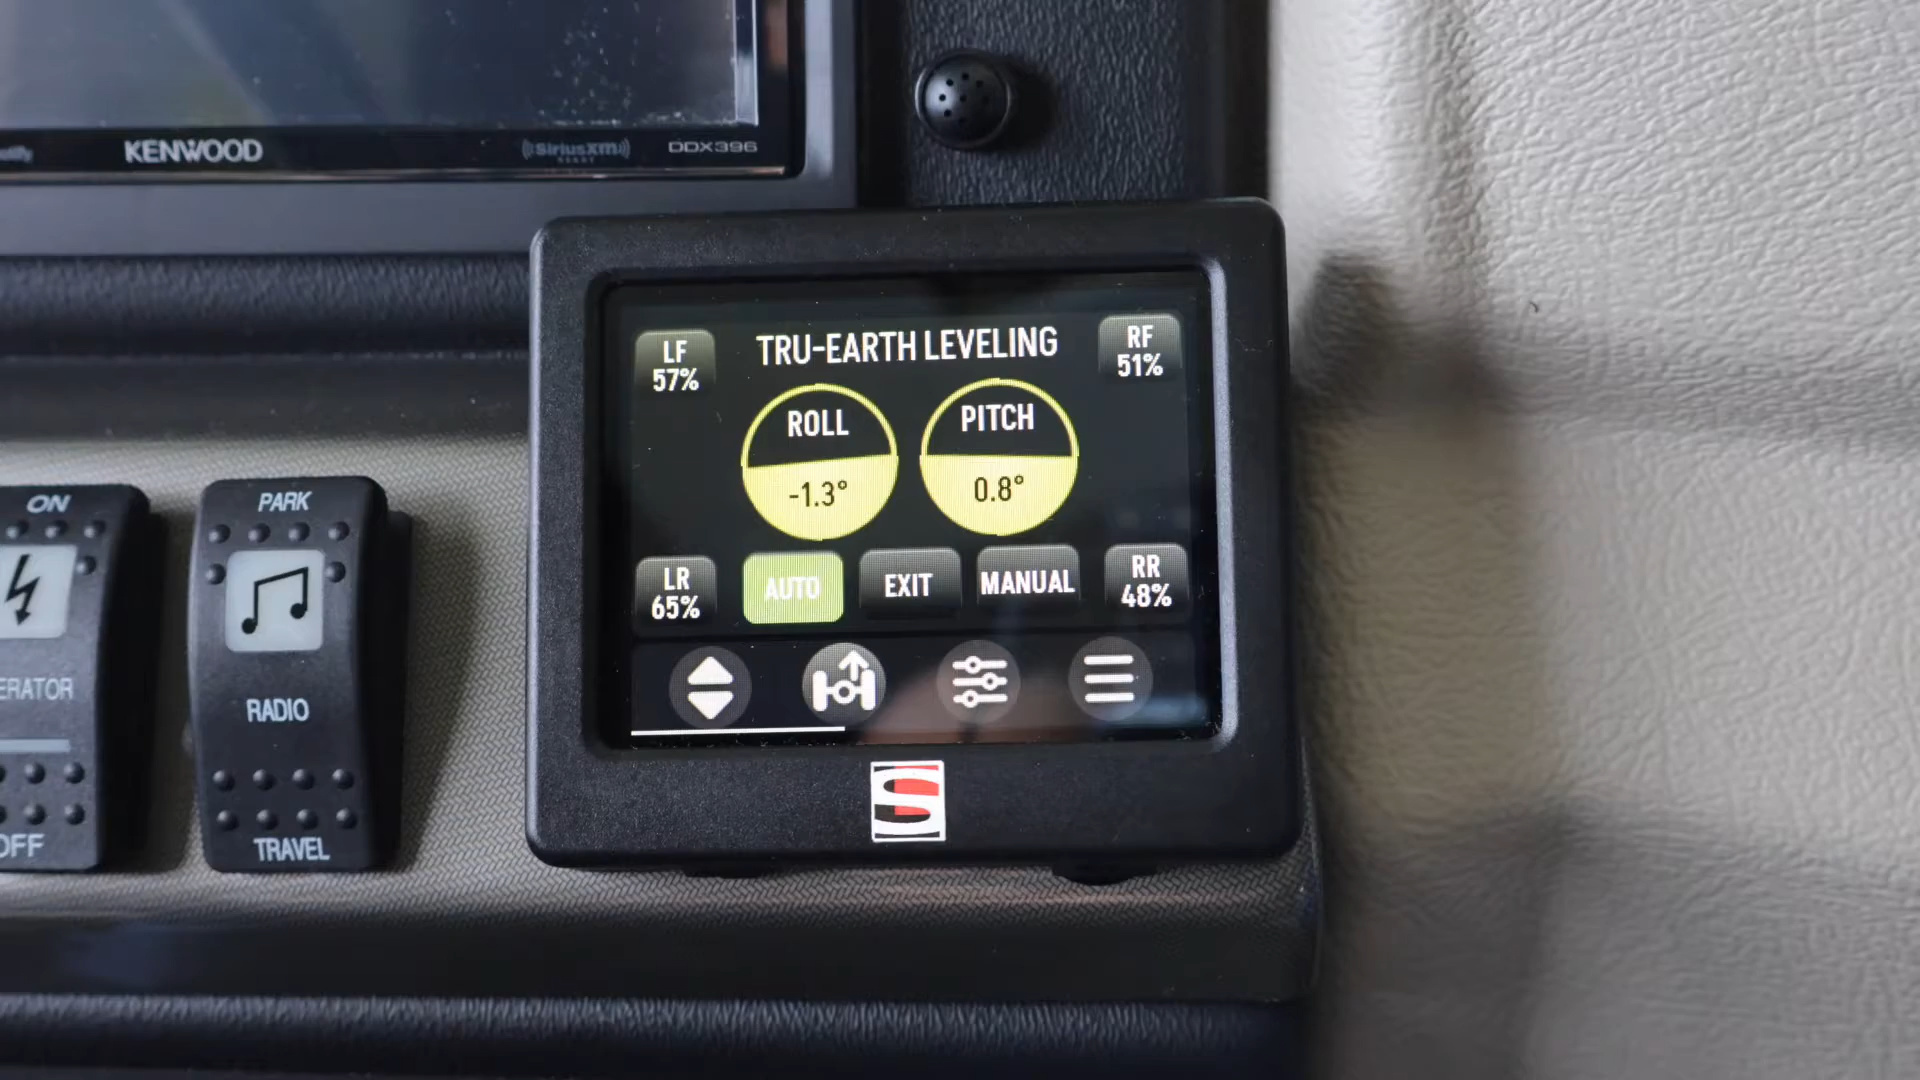 KENWOOD
((SiriusXM))
READY
DDX396
LF
57%
TRU-EARTH LEVELING
RF
51%
ROLL
-1.3°
PITCH
0.8°
LR
65%
AUTO
EXIT
MANUAL
RR
48%
S
ON
ERATOR
OFF
PARK
RADIO
TRAVEL